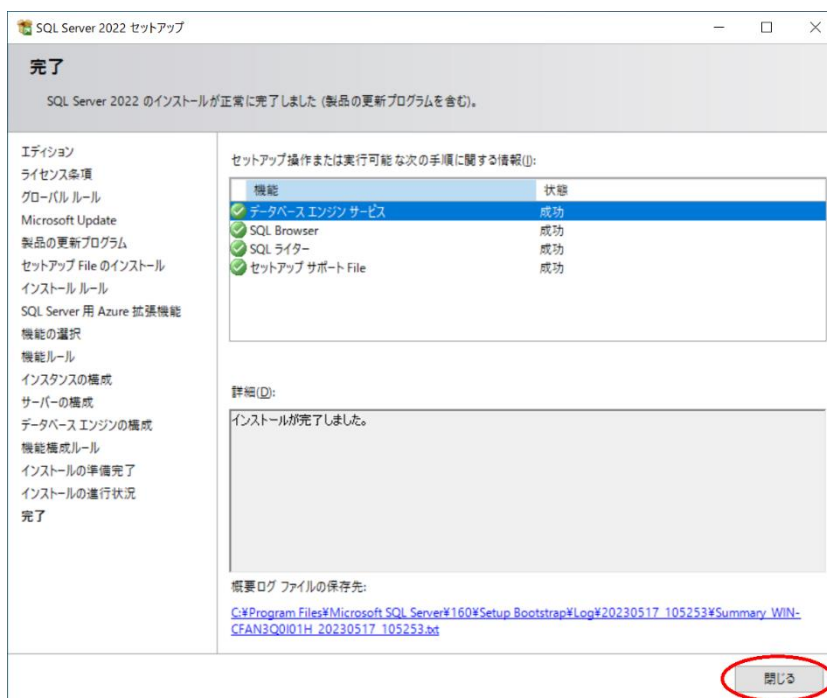 SQL Server 2022 セットアップ
完了
SQL Server 2022 のインストールが正常に完了しました (製品の更新プログラムを含む)。
エディション
ライセンス条項
グローバル ルール
Microsoft Update
製品の更新プログラム
セットアップ File のインストール
インストール ルール
SQL Server 用 Azure 拡張機能
機能の選択
機能ルール
インスタンスの構成
サーバーの構成
データベース エンジンの構成
機能構成ルール
インストールの準備完了
インストールの進行状況
完了
セットアップ操作または実行可能な次の手順に関する情報(I):
機能 状態
データベース エンジン サービス 成功
SQL Browser 成功
SQL ライター 成功
セットアップ サポート File 成功
詳細(D):
インストールが完了しました。
概要ログ ファイルの保存先:
C:¥Program Files¥Microsoft SQL Server¥160¥Setup Bootstrap¥Log¥20230517_105253¥Summary_WIN-
CFAN3Q0I01H_20230517_105253.txt
閉じる